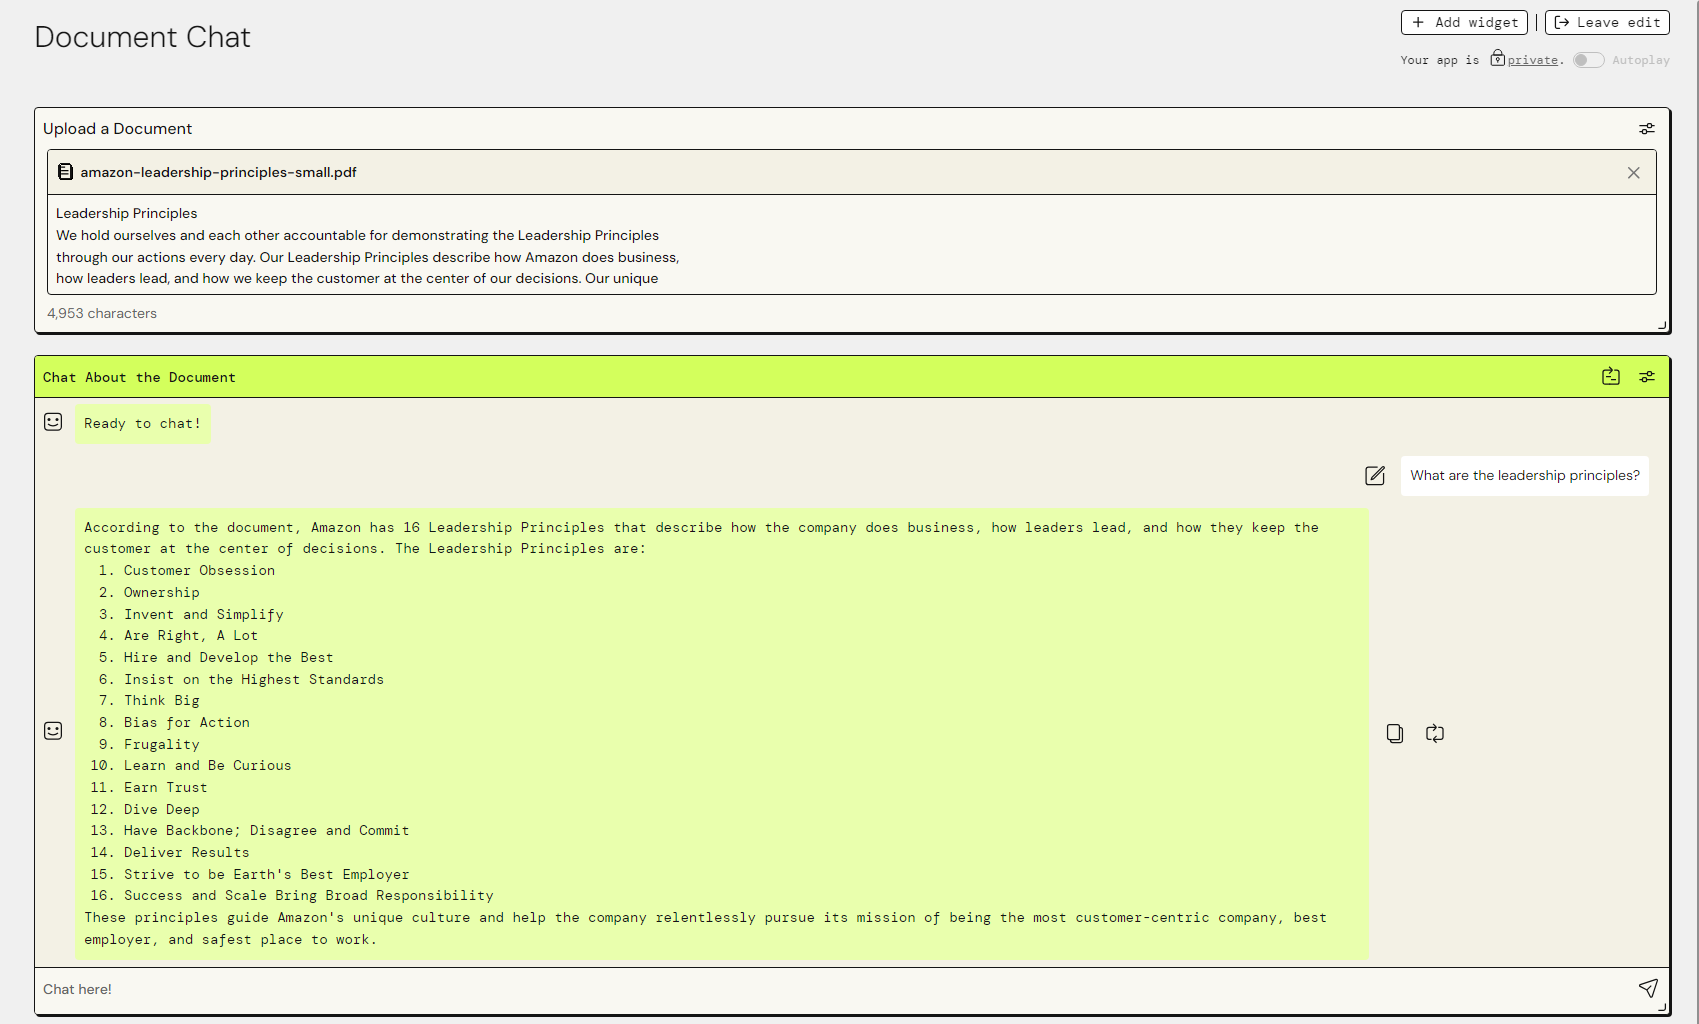 Document Chat
+ Add widget | Leave edit
Your app is private. Autoplay
Upload a Document
amazon-leadership-principles-small.pdf
Leadership Principles
We hold ourselves and each other accountable for demonstrating the Leadership Principles
through our actions every day. Our Leadership Principles describe how Amazon does business,
how leaders lead, and how we keep the customer at the center of our decisions. Our unique
4,953 characters
Chat About the Document
Ready to chat!
What are the leadership principles?
According to the document, Amazon has 16 Leadership Principles that describe how the company does business, how leaders lead, and how they keep the
customer at the center of decisions. The Leadership Principles are:
1. Customer Obsession
2. Ownership
3. Invent and Simplify
4. Are Right, A Lot
5. Hire and Develop the Best
6. Insist on the Highest Standards
7. Think Big
8. Bias for Action
9. Frugality
10. Learn and Be Curious
11. Earn Trust
12. Dive Deep
13. Have Backbone; Disagree and Commit
14. Deliver Results
15. Strive to be Earth's Best Employer
16. Success and Scale Bring Broad Responsibility
These principles guide Amazon's unique culture and help the company relentlessly pursue its mission of being the most customer-centric company, best
employer, and safest place to work.
Chat here!